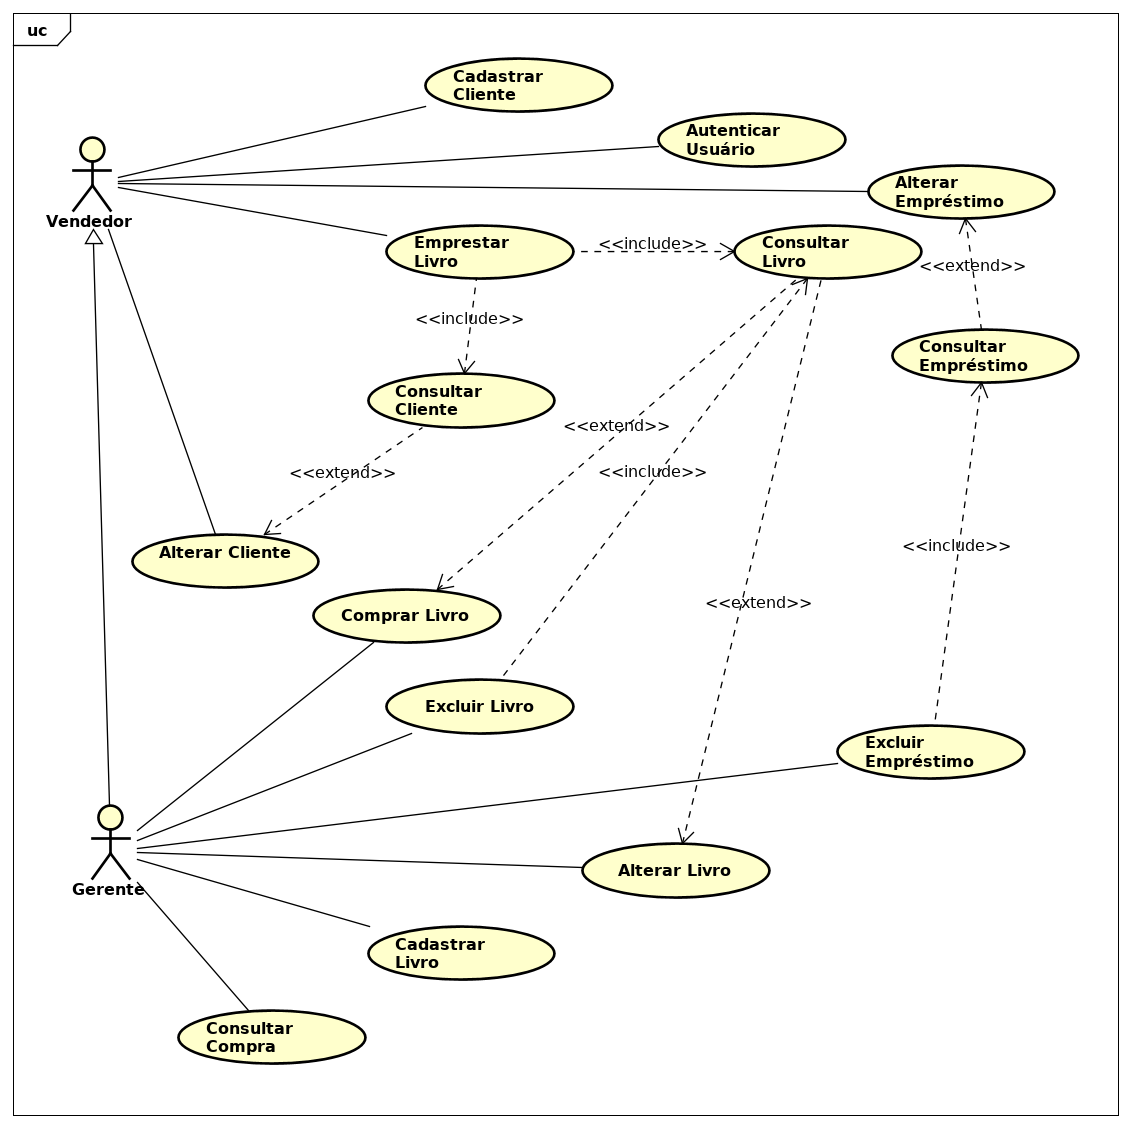 uc
Cadastrar
Cliente
Autenticar
Usuário
Alterar
Empréstimo
Vendedor
Emprestar
Livro
<<include>>
Consultar
Livro
<<extend>>
<<include>>
Consultar
Empréstimo
Consultar
Cliente
<<extend>>
<<extend>>
<<include>>
<<include>>
Alterar Cliente
<<extend>>
Comprar Livro
Excluir Livro
Excluir
Empréstimo
Alterar Livro
Gerente
Cadastrar
Livro
Consultar
Compra